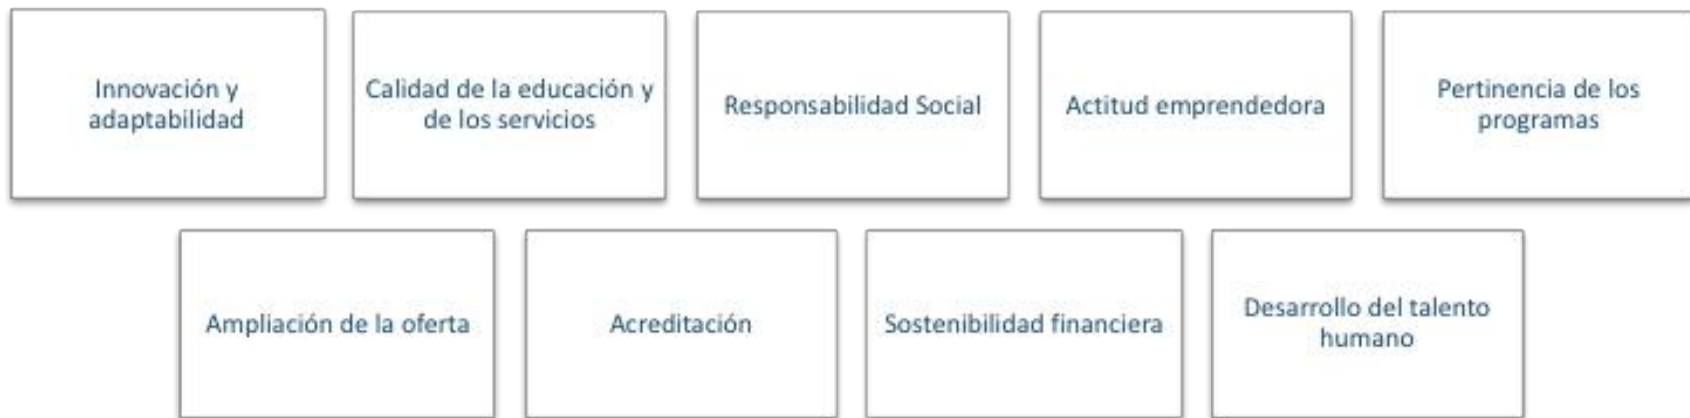 Innovación y
adaptabilidad
Calidad de la educación y
de los servicios
Responsabilidad Social
Actitud emprendedora
Pertinencia de los
programas
Ampliación de la oferta
Acreditación
Sostenibilidad financiera
Desarrollo del talento
humano